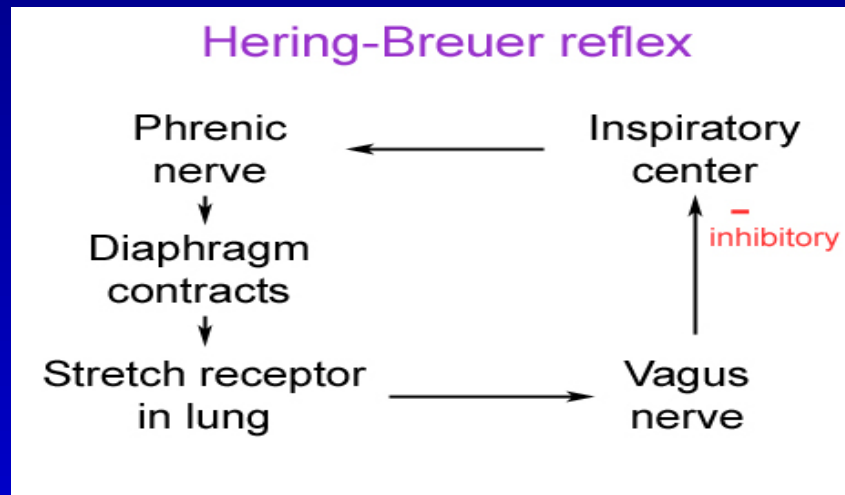 Hering-Breuer reflex
Phrenic
nerve
Inspiratory
center
-
inhibitory
Diaphragm
contracts
Stretch receptor
in lung
Vagus
nerve